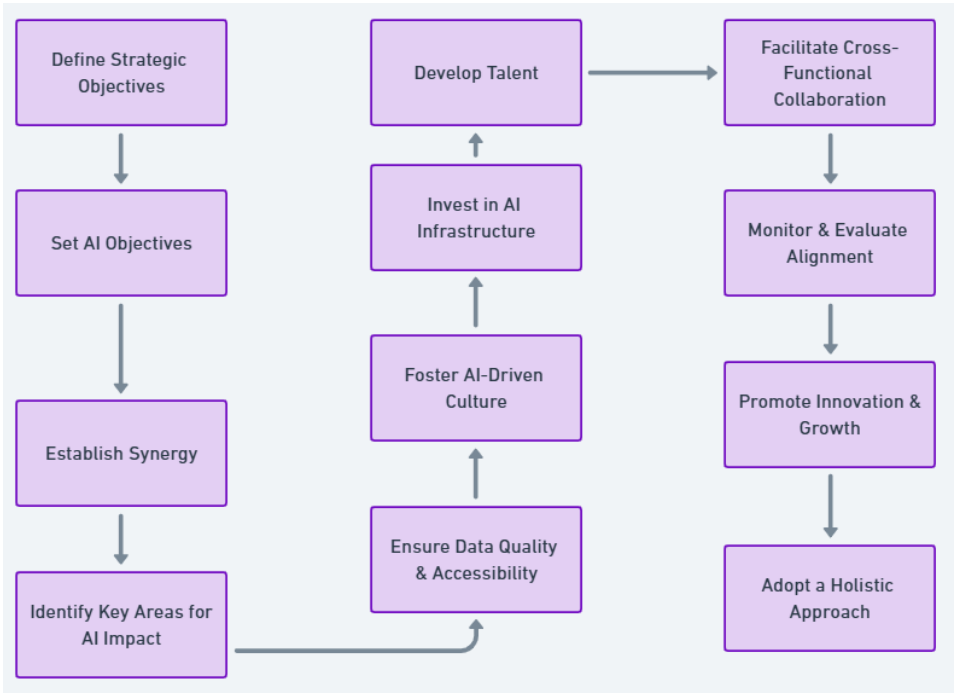 Define Strategic
Objectives
Set AI Objectives
Establish Synergy
Identify Key Areas for
AI Impact
Ensure Data Quality
& Accessibility
Foster AI-Driven
Culture
Invest in AI
Infrastructure
Develop Talent
Facilitate Cross-
Functional
Collaboration
Monitor & Evaluate
Alignment
Promote Innovation &
Growth
Adopt a Holistic
Approach